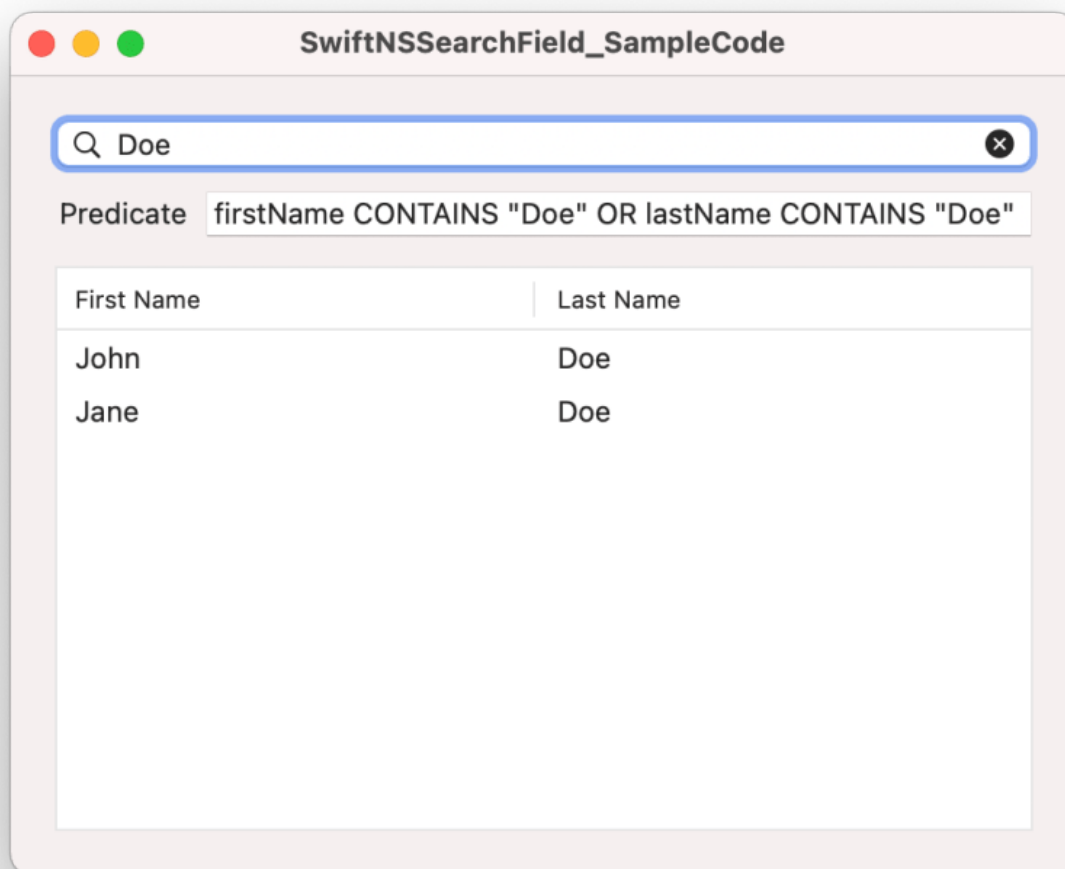 SwiftNSSearchField_SampleCode
Doe
Predicate firstName CONTAINS "Doe" OR lastName CONTAINS "Doe"
First Name Last Name
John Doe
Jane Doe